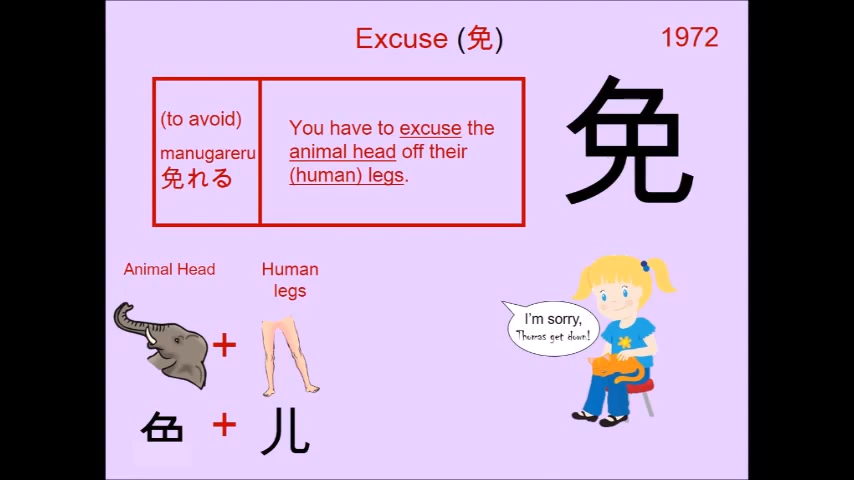 Excuse (免)
1972
(to avoid)
manugareru
免れる
You have to excuse the
animal head off their
(human) legs.
免
Animal Head
Human
legs
I'm sorry,
Thomas get down!
+
+
儿